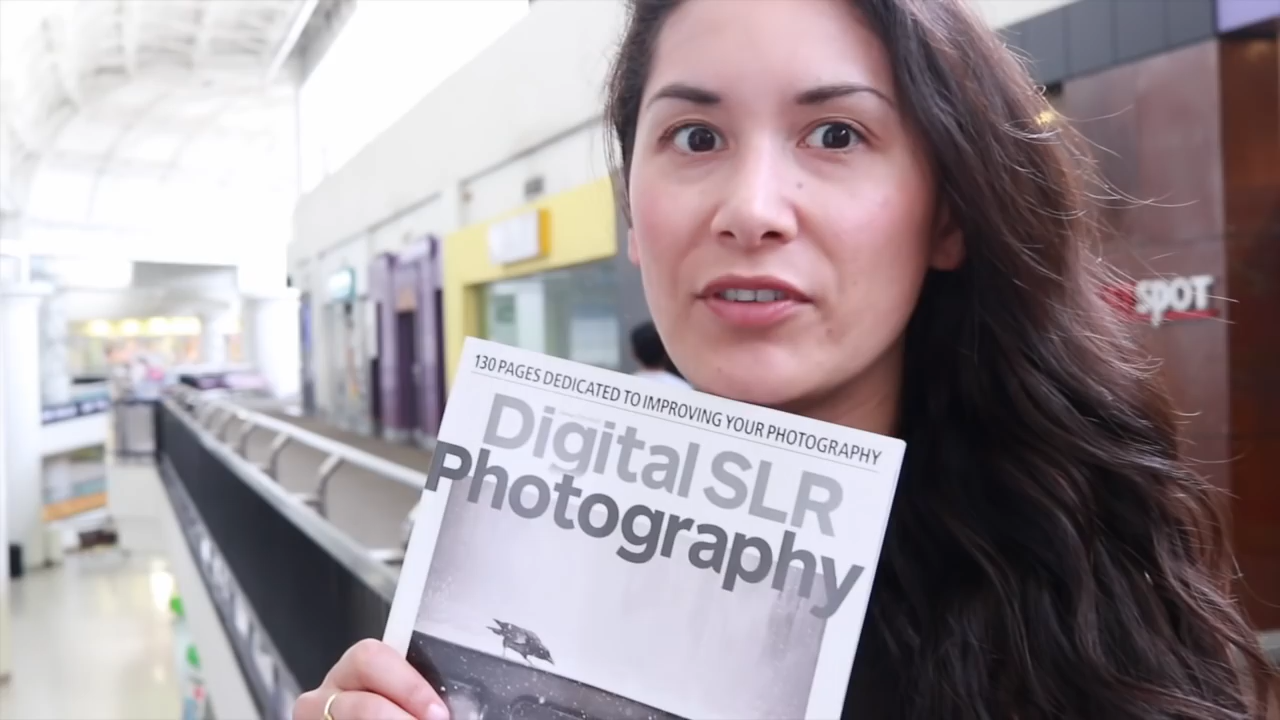 130 PAGES DEDICATED TO IMPROVING YOUR PHOTOGRAPHY
Digital SLR
Photography
SPOT